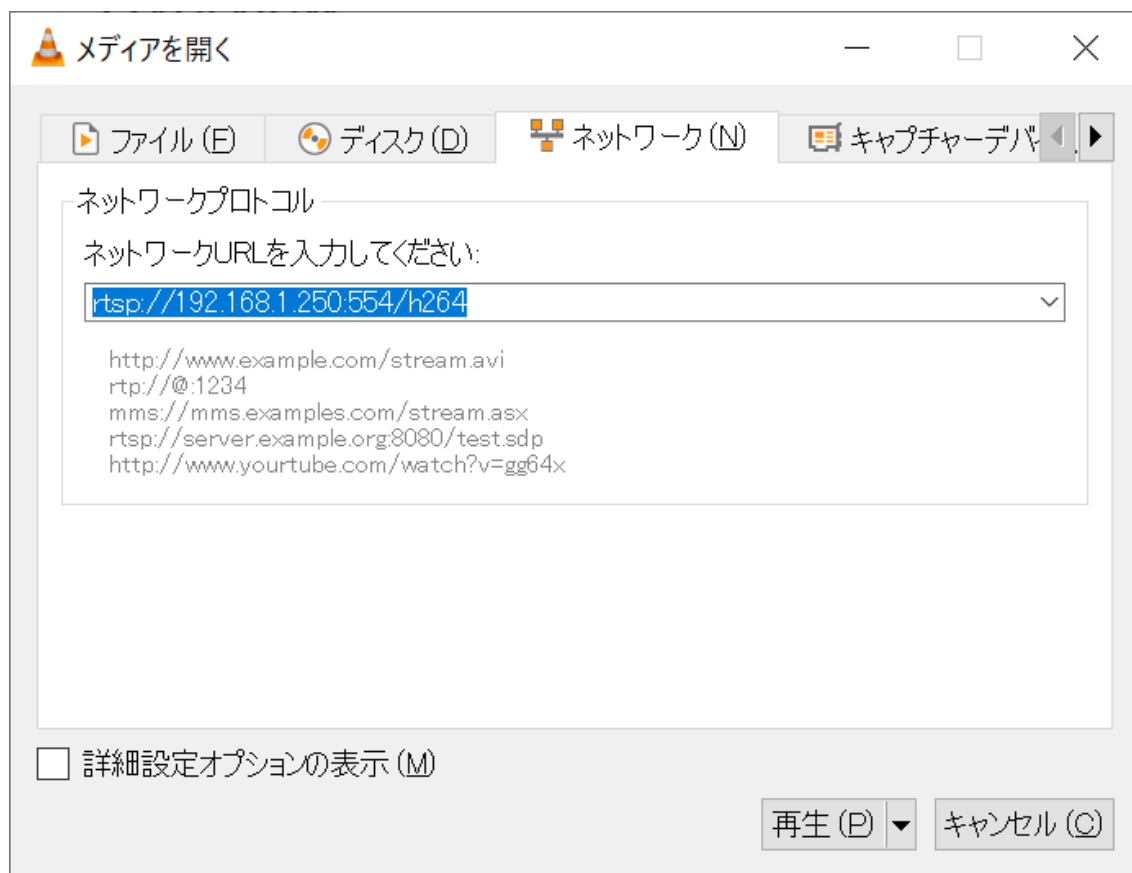 メディアを開く
ファイル(F)
ディスク(D)
ネットワーク(N)
キャプチャーデバ
ネットワークプロトコル
ネットワークURLを入力してください:
rtsp://192.168.1.250:554/h264
http://www.example.com/stream.avi
rtp://@:1234
mms://mms.examples.com/stream.asx
rtsp://server.example.org:8080/test.sdp
http://www.yourtube.com/watch?v=gg64x
詳細設定オプションの表示(M)
再生(P)
キャンセル(C)